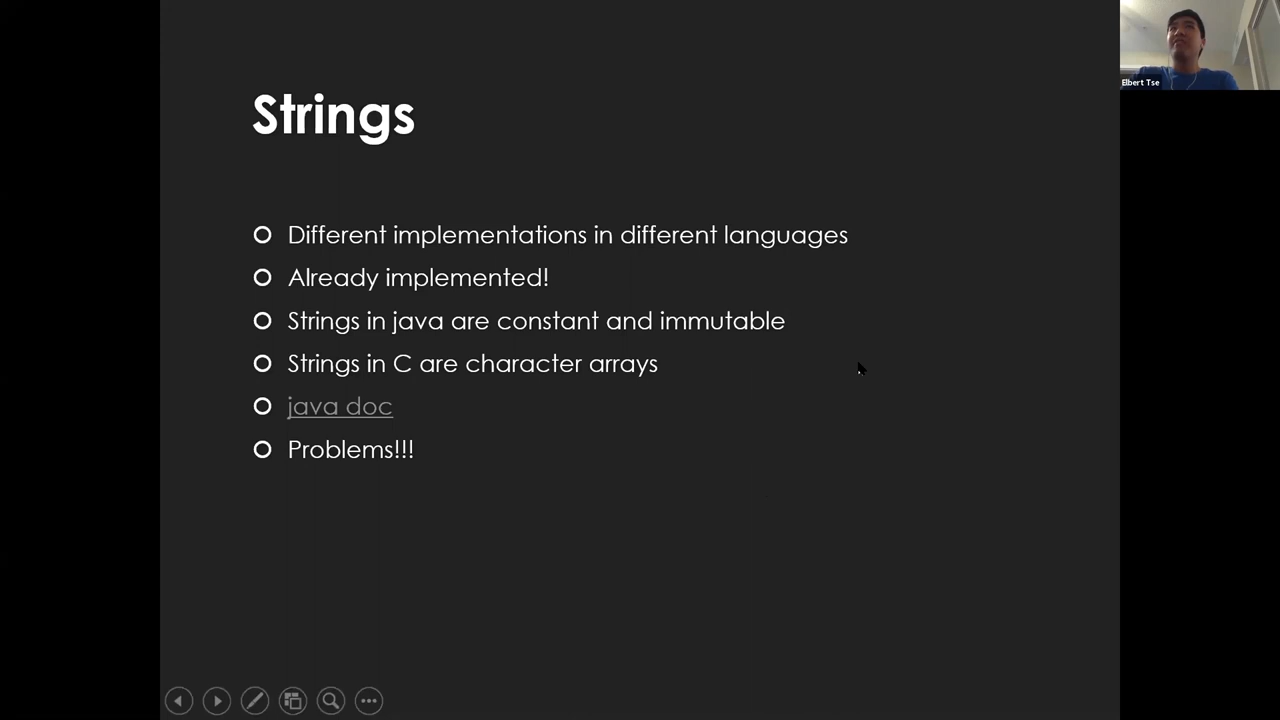 Strings
Different implementations in different languages
Already implemented!
Strings in java are constant and immutable
Strings in C are character arrays
java doc
Problems!!!
Elbert Tse